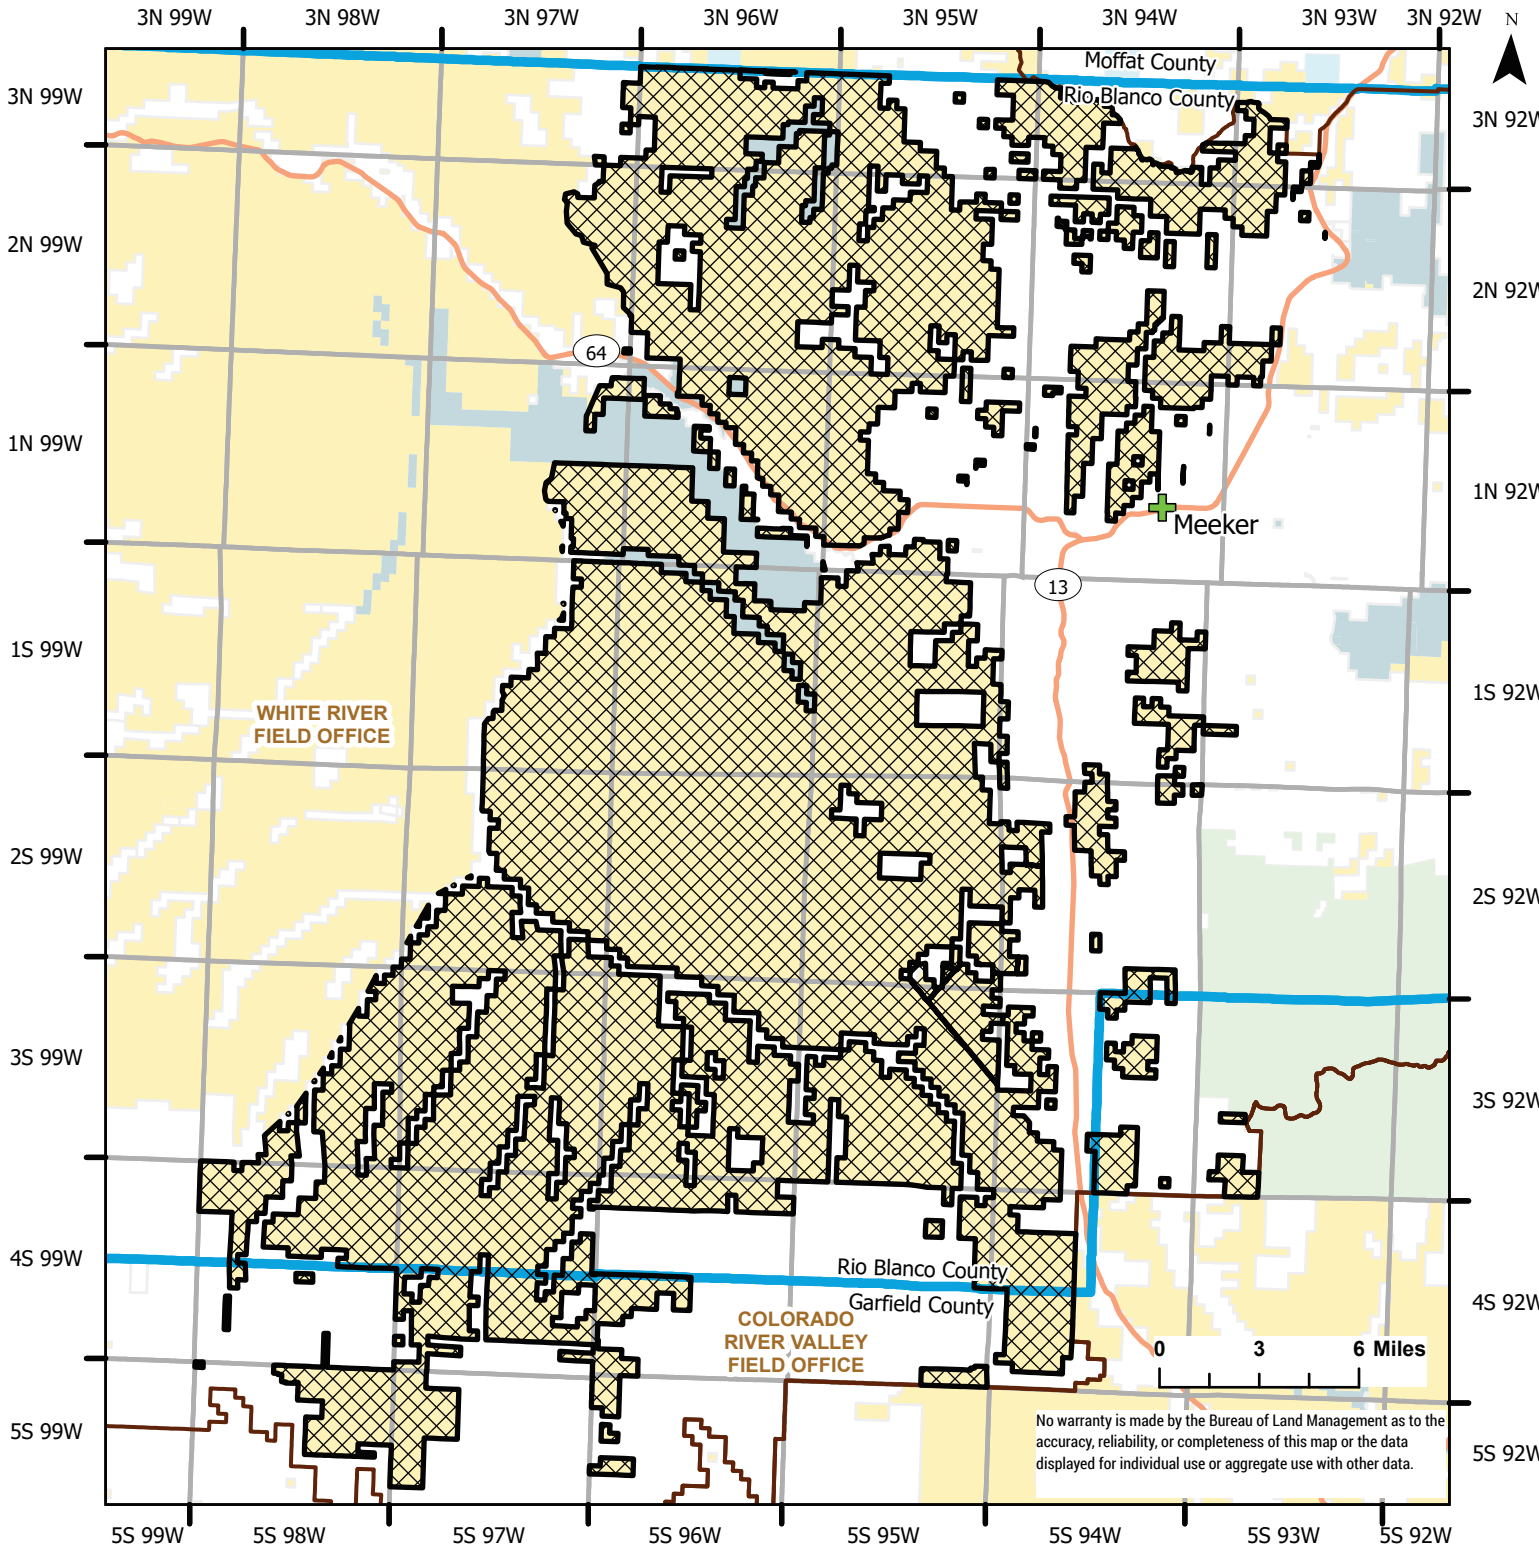 3N 99W 3N 98W 3N 97W 3N 96W 3N 95W 3N 94W 3N 93W 3N 92W
N
Moffat County
Rio Blanco County
3N 99W
3N 92W
2N 99W
2N 92W
64
1N 99W
1N 92W
Meeker
13
1S 99W
1S 92W
WHITE RIVER
FIELD OFFICE
2S 99W
2S 92W
3S 99W
3S 92W
4S 99W
4S 92W
Rio Blanco County
Garfield County
COLORADO
RIVER VALLEY
FIELD OFFICE
0 3 6 Miles
No warranty is made by the Bureau of Land Management as to the
accuracy, reliability, or completeness of this map or the data
displayed for individual use or aggregate use with other data.
5S 99W
5S 92W
5S 99W 5S 98W 5S 97W 5S 96W 5S 95W 5S 94W 5S 93W 5S 92W